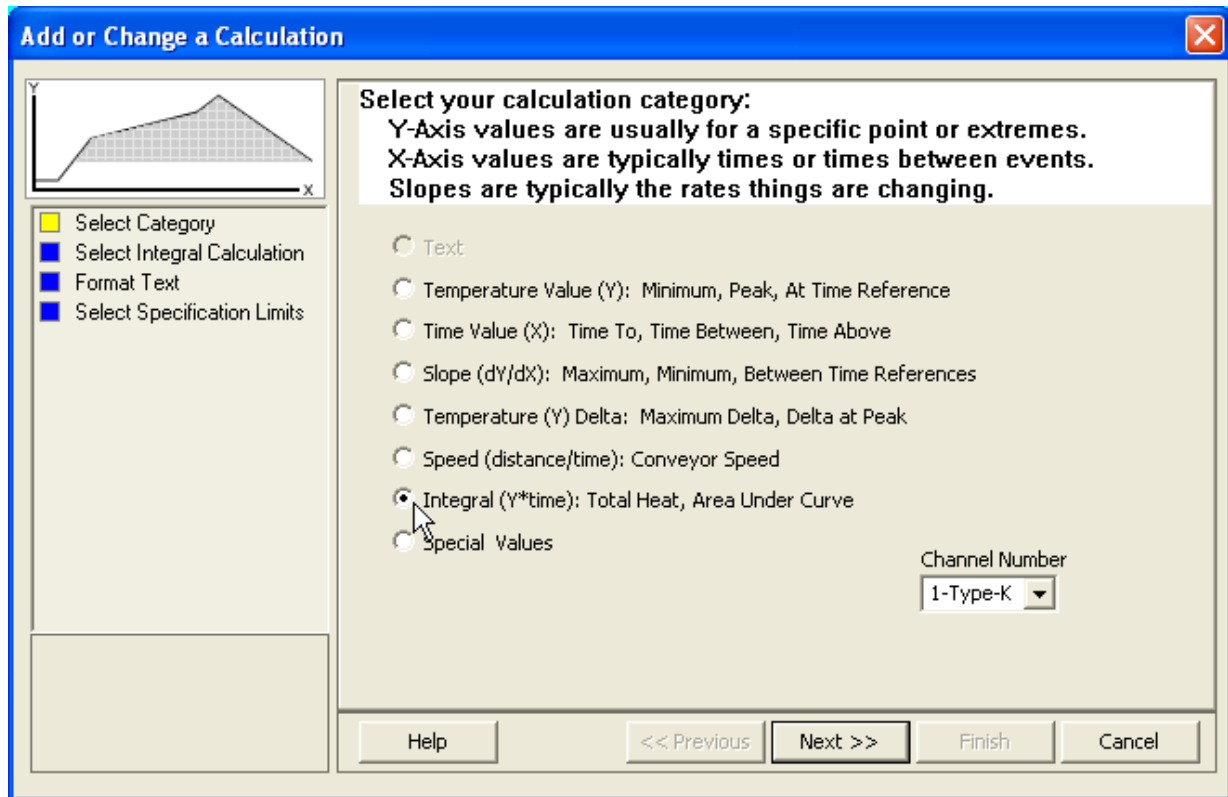 Add or Change a Calculation
Y
X
Select Category
Select Integral Calculation
Format Text
Select Specification Limits
Select your calculation category:
Y-Axis values are usually for a specific point or extremes.
X-Axis values are typically times or times between events.
Slopes are typically the rates things are changing.
Text
Temperature Value (Y): Minimum, Peak, At Time Reference
Time Value (X): Time To, Time Between, Time Above
Slope (dY/dX): Maximum, Minimum, Between Time References
Temperature (Y) Delta: Maximum Delta, Delta at Peak
Speed (distance/time): Conveyor Speed
Integral (Y*time): Total Heat, Area Under Curve
Special Values
Channel Number
1-Type-K
Help
<< Previous
Next >>
Finish
Cancel